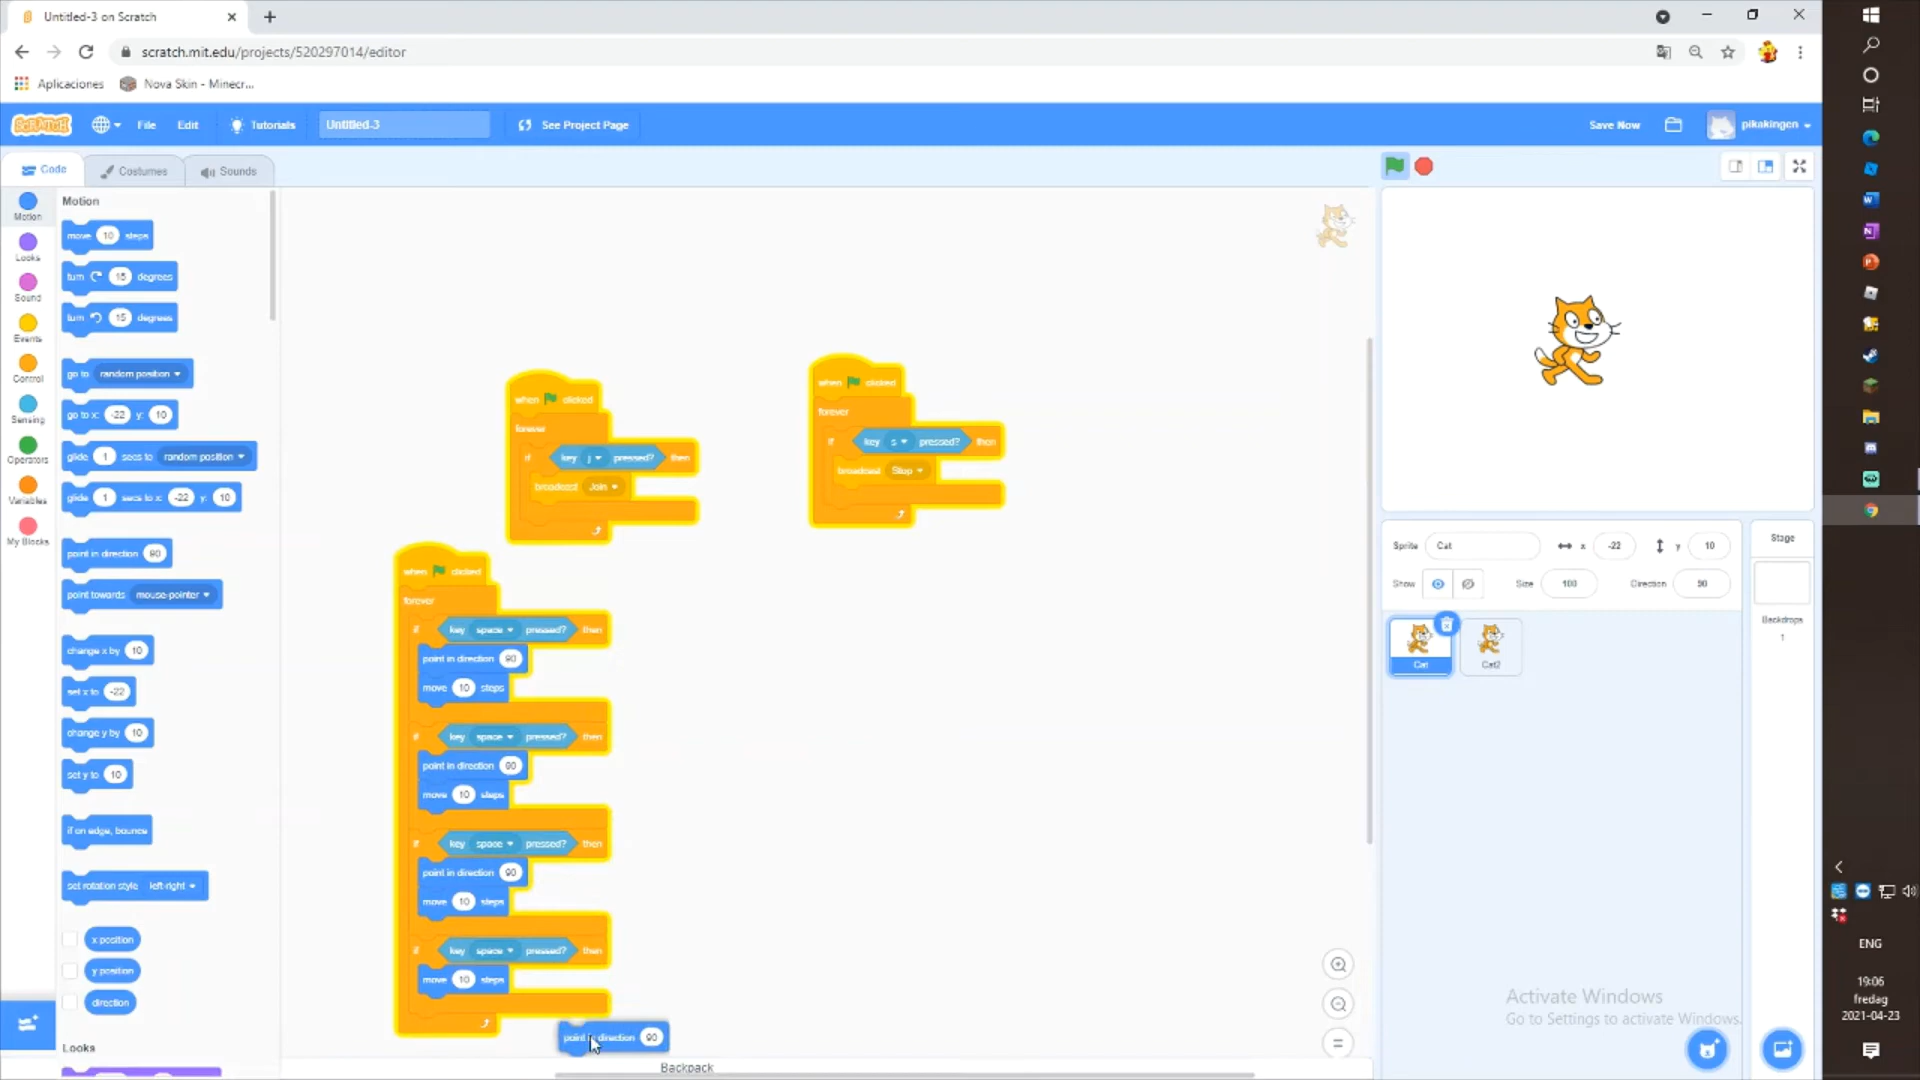 Untitled-3 on Scratch
scratch.mit.edu/projects/520297014/editor
Aplicaciones
Nova Skin - Minecr...
SCRATCH
File
Edit
Tutorials
Untitled-3
See Project Page
Save Now
pikakingen
Code
Costumes
Sounds
Motion
Looks
Sound
Events
Control
Sensing
Operators
Variables
My Blocks
Motion
move 10 steps
turn 15 degrees
turn 15 degrees
go to random position
go to x: -22 y: 10
glide 1 secs to random position
glide 1 secs to x: -22 y: 10
point in direction 90
point towards mouse-pointer
change x by 10
set x to -22
change y by 10
set y to 10
if on edge, bounce
set rotation style left-right
x position
y position
direction
Looks
when clicked
forever
if key j pressed? then
broadcast Join
when clicked
forever
if key s pressed? then
broadcast Stop
when clicked
forever
if key space pressed? then
point in direction 90
move 10 steps
if key space pressed? then
point in direction 90
move 10 steps
if key space pressed? then
point in direction 90
move 10 steps
if key space pressed? then
move 10 steps
point in direction 90
Backpack
Sprite Cat x -22 y 10
Show Size 100 Direction 90
Cat
Cat2
Stage
Backdrops
1
Activate Windows
Go to Settings to activate Windows.
ENG
19:06
fredag
2021-04-23